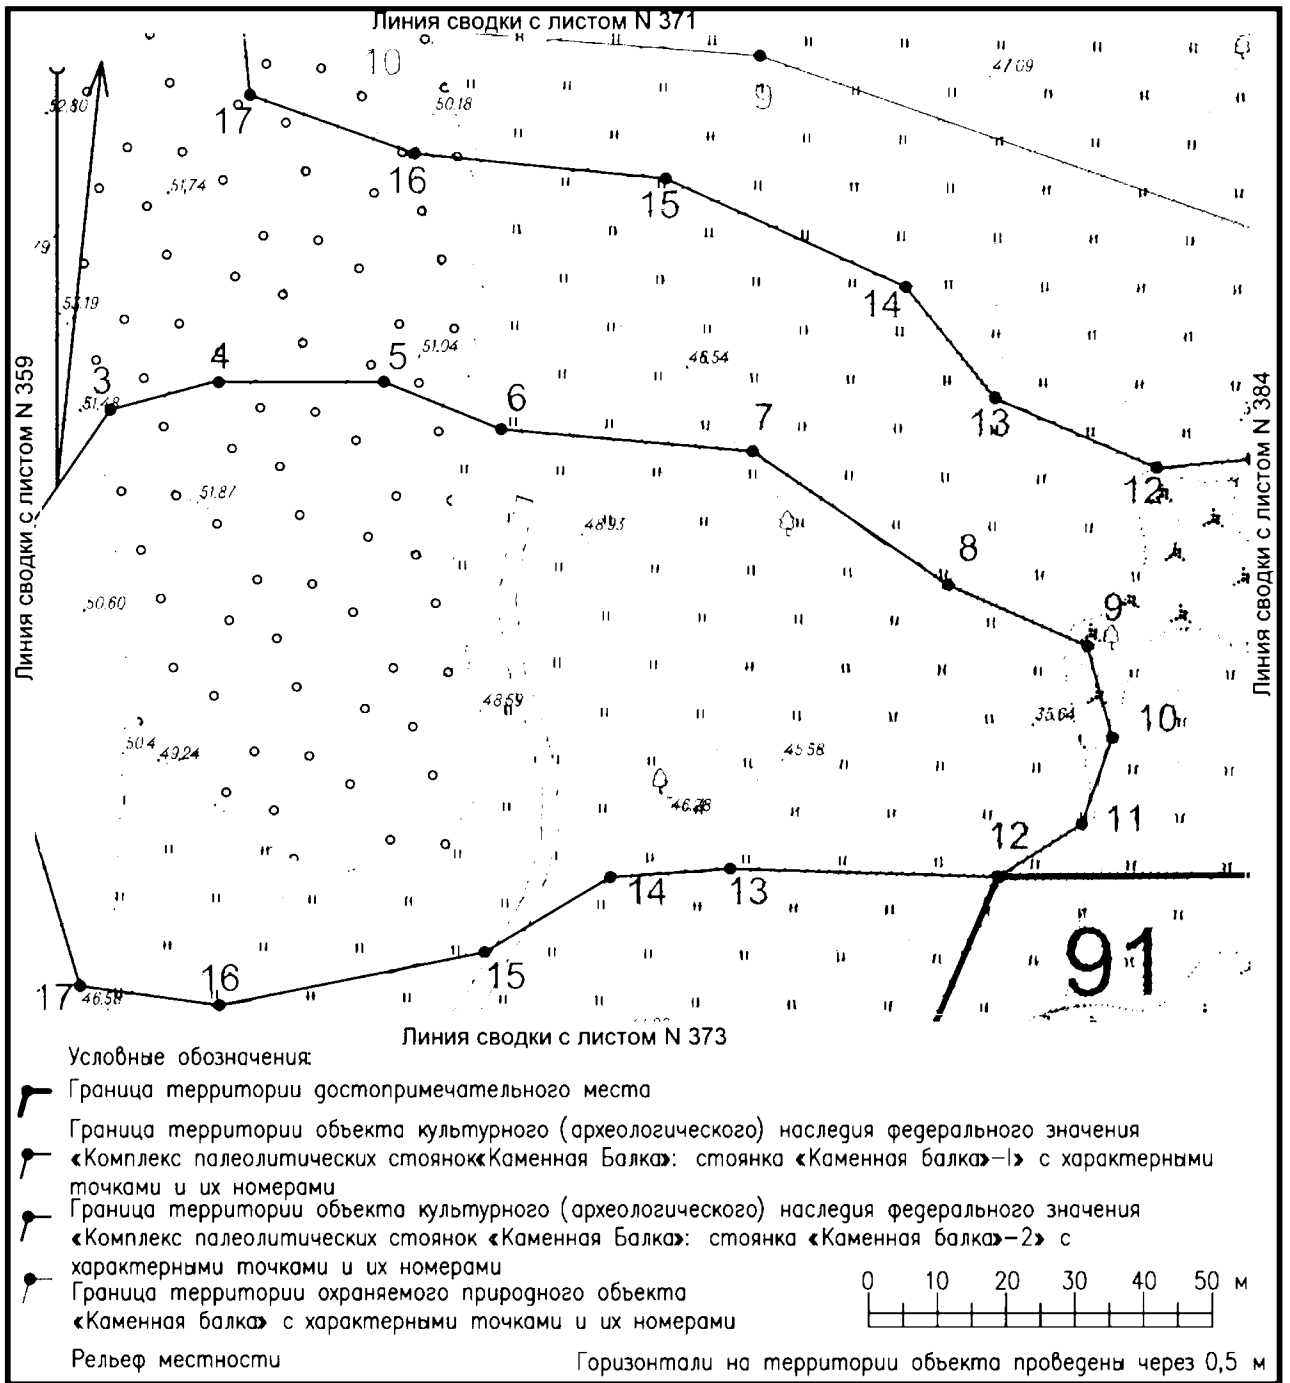 Линия сводки с листом N 371
10
47.09
52.80
50.18
9
17
16
51.74
15
79
53.19
14
Линия сводки с листом N 359
4
5
51.04
46.54
3
51.48
6
7
13
Линия сводки с листом N 384
12
51.87
48.93
8
50.60
9
48.59
35.64
10
50.4
49.24
45.58
46.28
11
12
14
13
91
17
46.58
16
15
Линия сводки с листом N 373
Условные обозначения:
Граница территории достопримечательного места
Граница территории объекта культурного (археологического) наследия федерального значения
«Комплекс палеолитических стоянок«Каменная Балка»: стоянка «Каменная балка»-I» с характерными
точками и их номерами
Граница территории объекта культурного (археологического) наследия федерального значения
«Комплекс палеолитических стоянок «Каменная Балка»: стоянка «Каменная балка»-2» с
характерными точками и их номерами
Граница территории охраняемого природного объекта
«Каменная балка» с характерными точками и их номерами
0 10 20 30 40 50 м
Рельеф местности
Горизонтали на территории объекта проведены через 0,5 м